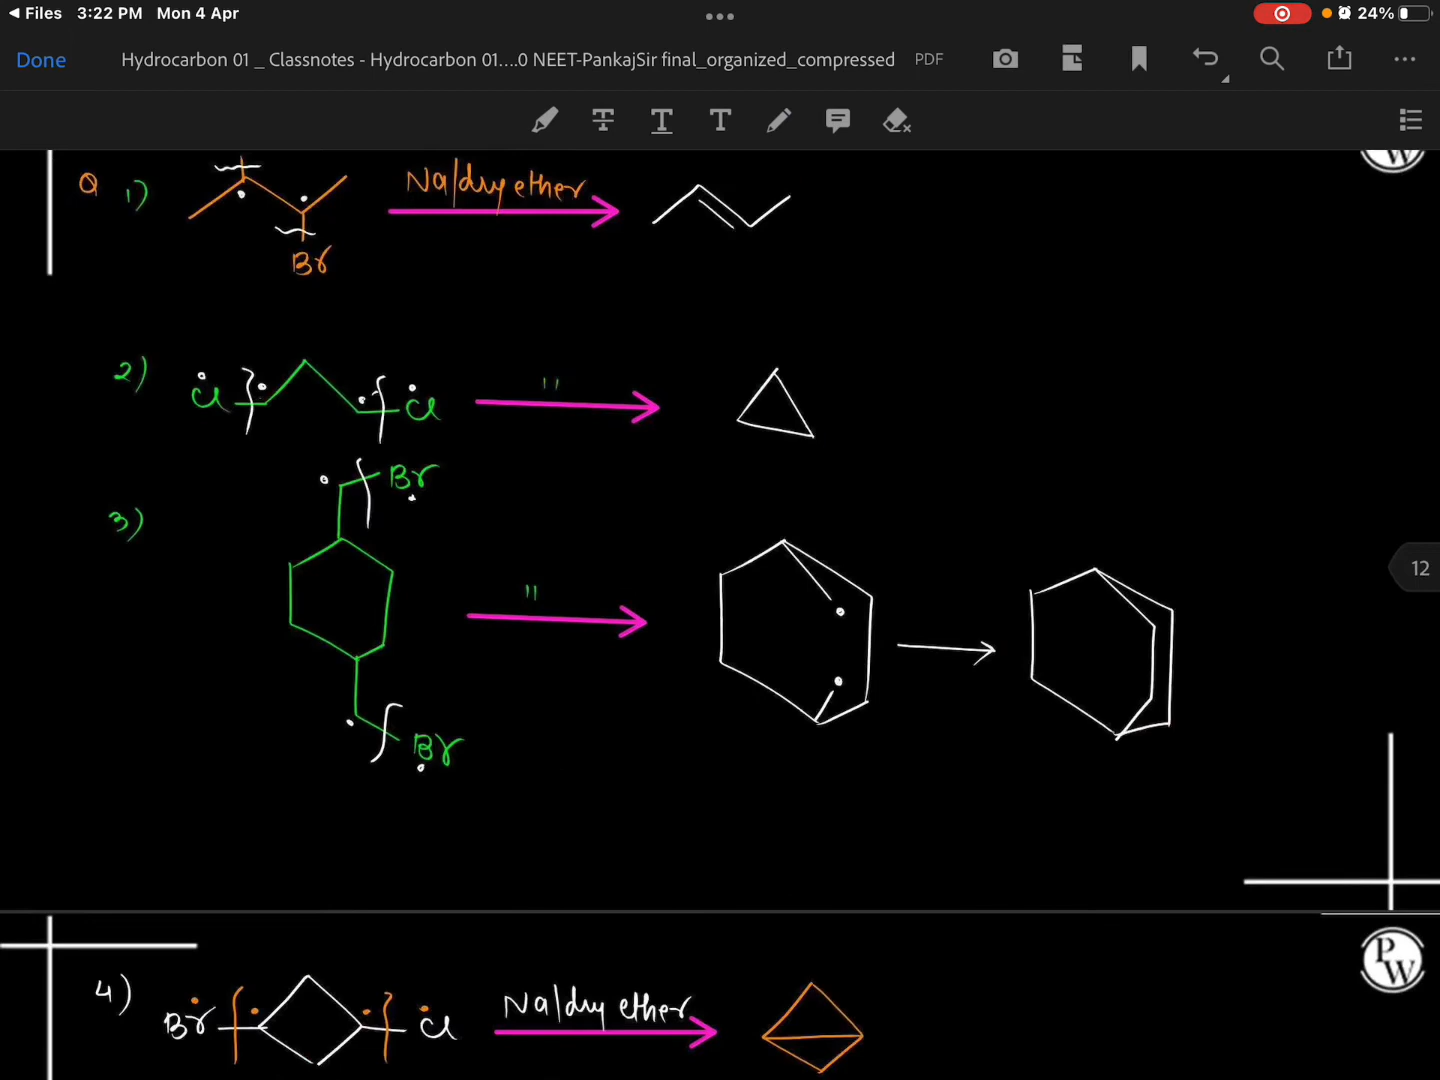 Files 3:22 PM Mon 4 Apr
24%
Done Hydrocarbon 01 _ Classnotes - Hydrocarbon 01....0 NEET-PankajSir final_organized_compressed PDF
T T T
Q 1) Na/dry ether
Br
2) Cl Cl "
Br
3)
"
12
Br
PW
4) Br Cl Na/dry ether